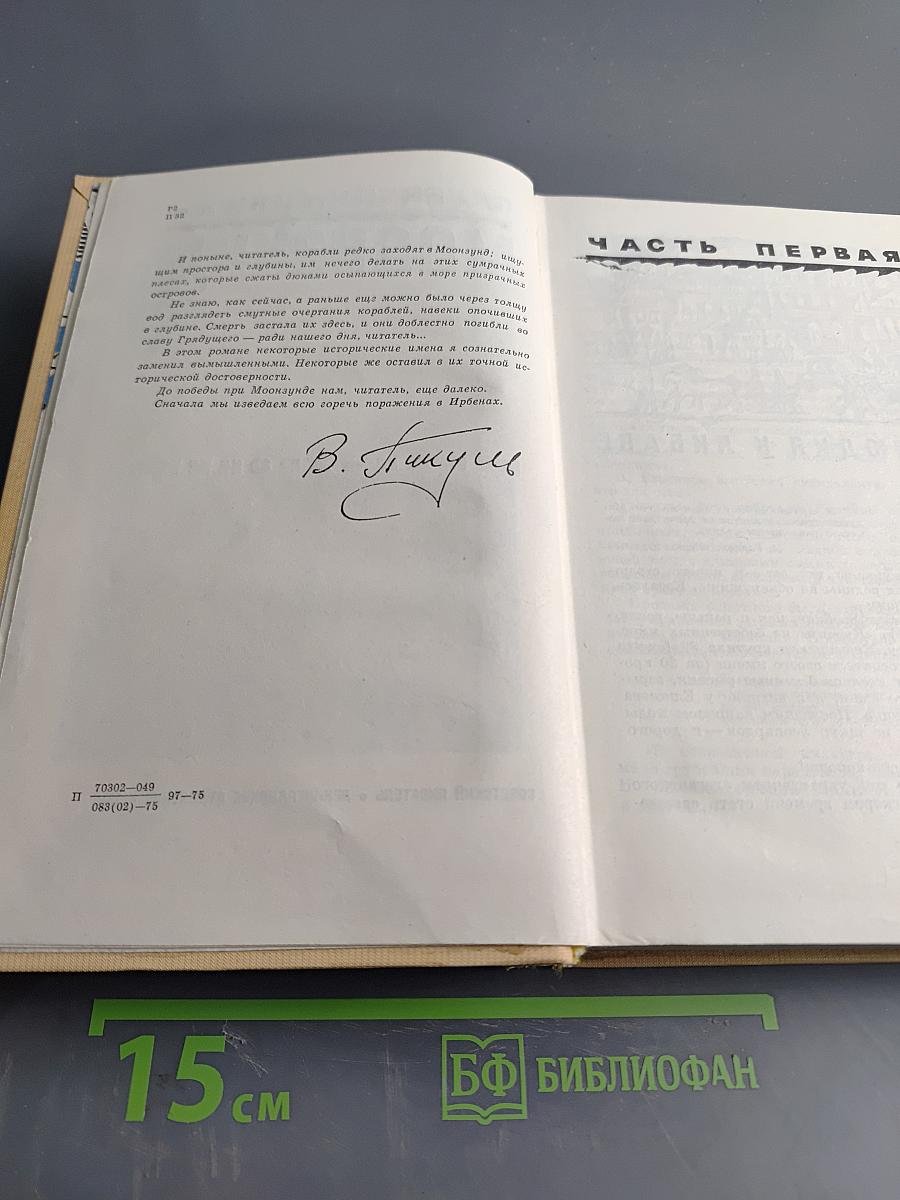 Р2
П 32
И поныне, читатель, корабли редко заходят в Моонзунд; ищу-
щим простора и глубины, им нечего делать на этих сумрачных
плесах, которые сжаты дюнами осыпающихся в море призрачных
островов.
Не знаю, как сейчас, а раньше еще можно было через толщу
вод разглядеть смутные очертания кораблей, навеки опочивших
в глубине. Смерть застала их здесь, и они доблестно погибли во
славу Грядущего — ради нашего дня, читатель...
В этом романе некоторые исторические имена я сознательно
заменил вымышленными. Некоторые же оставил в их точной ис-
торической достоверности.
До победы при Моонзунде нам, читатель, еще далеко.
Сначала мы изведаем всю горечь поражения в Ирбенах.
В. Пикуль
П 70302—049 97—75
083(02)—75
ЧАСТЬ ПЕРВАЯ
15 см
БФ БИБЛИОФАН